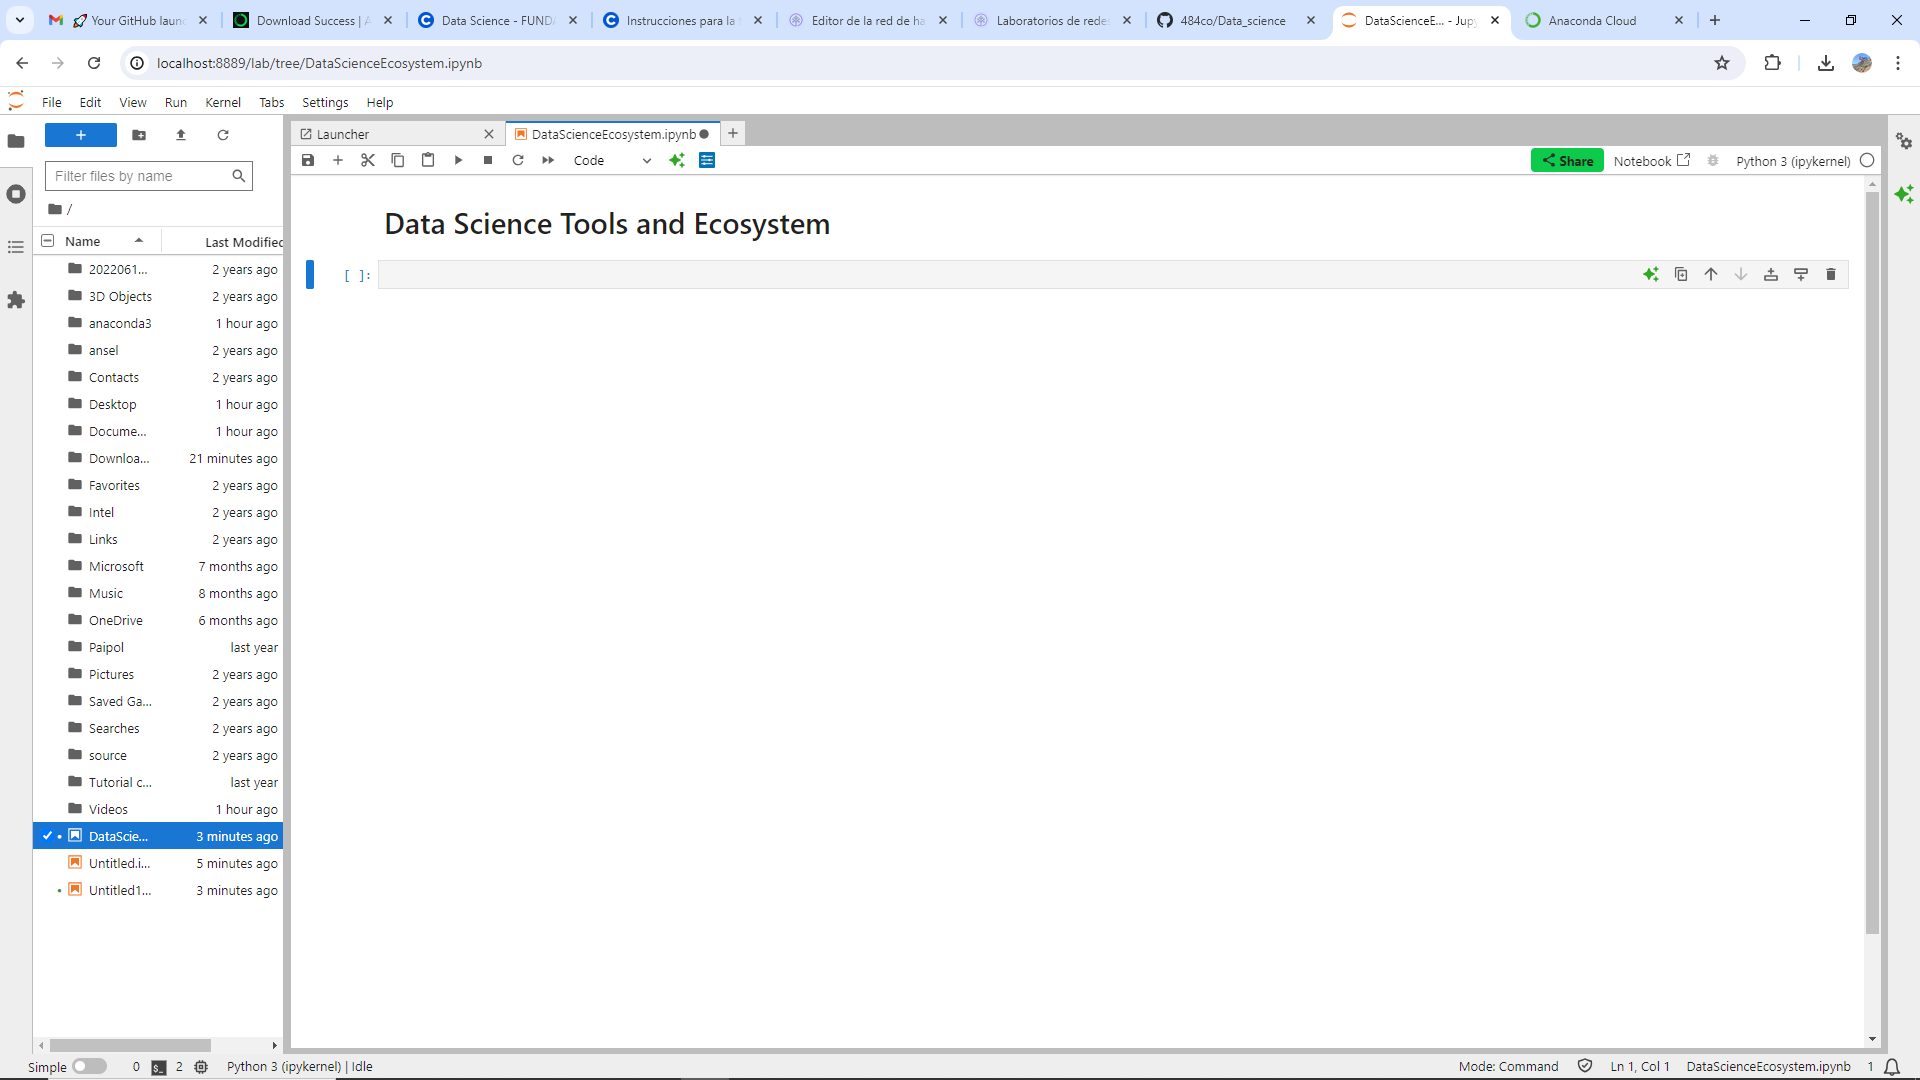 Your GitHub laun
Download Success | A
Data Science - FUND
Instrucciones para la
Editor de la red de ha
Laboratorios de redes
484co/Data_science
DataScienceE... - Jup
Anaconda Cloud
localhost:8889/lab/tree/DataScienceEcosystem.ipynb
File Edit View Run Kernel Tabs Settings Help
Launcher
DataScienceEcosystem.ipynb
Code
Share
Notebook
Python 3 (ipykernel)
Filter files by name
/
Name Last Modified
2022061... 2 years ago
3D Objects 2 years ago
anaconda3 1 hour ago
ansel 2 years ago
Contacts 2 years ago
Desktop 1 hour ago
Docume... 1 hour ago
Downloa... 21 minutes ago
Favorites 2 years ago
Intel 2 years ago
Links 2 years ago
Microsoft 7 months ago
Music 8 months ago
OneDrive 6 months ago
Paipol last year
Pictures 2 years ago
Saved Ga... 2 years ago
Searches 2 years ago
source 2 years ago
Tutorial c... last year
Videos 1 hour ago
DataScie... 3 minutes ago
Untitled.i... 5 minutes ago
Untitled1... 3 minutes ago
Data Science Tools and Ecosystem
[ ]:
Simple 0 $_ 2 Python 3 (ipykernel) | Idle
Mode: Command Ln 1, Col 1 DataScienceEcosystem.ipynb 1